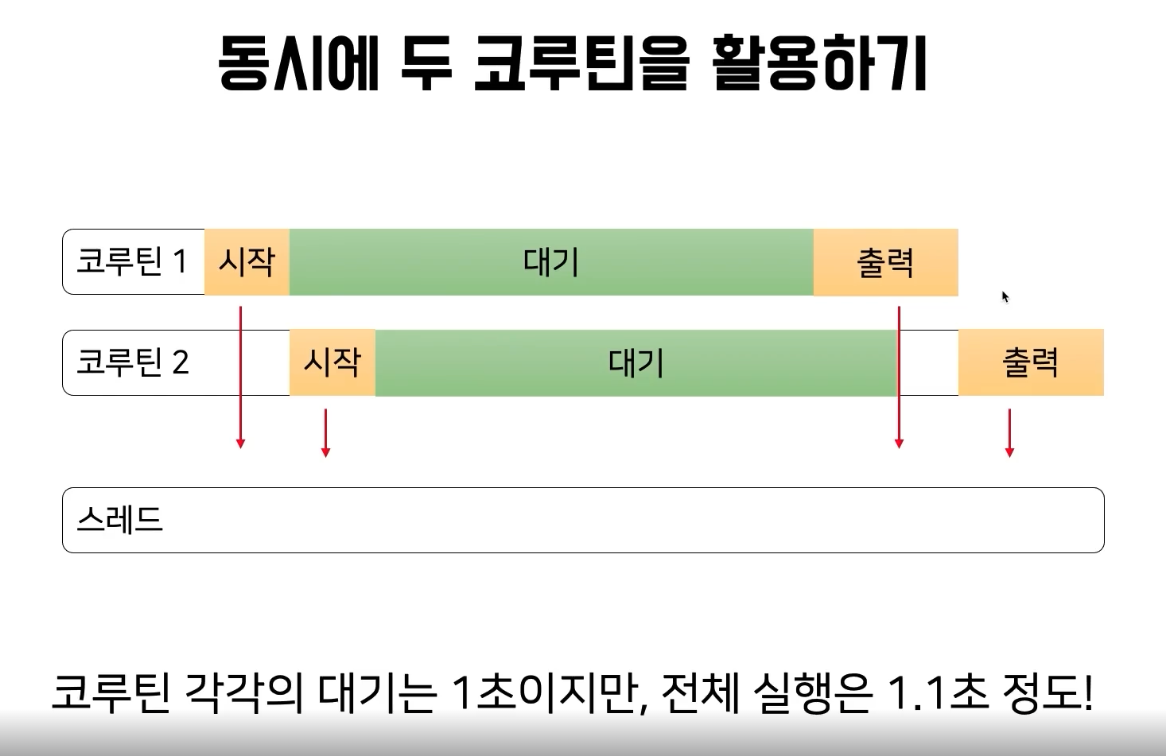 동시에 두 코루틴을 활용하기
코루틴 1 시작 대기 출력
코루틴 2 시작 대기 출력
스레드
코루틴 각각의 대기는 1초이지만, 전체 실행은 1.1초 정도!